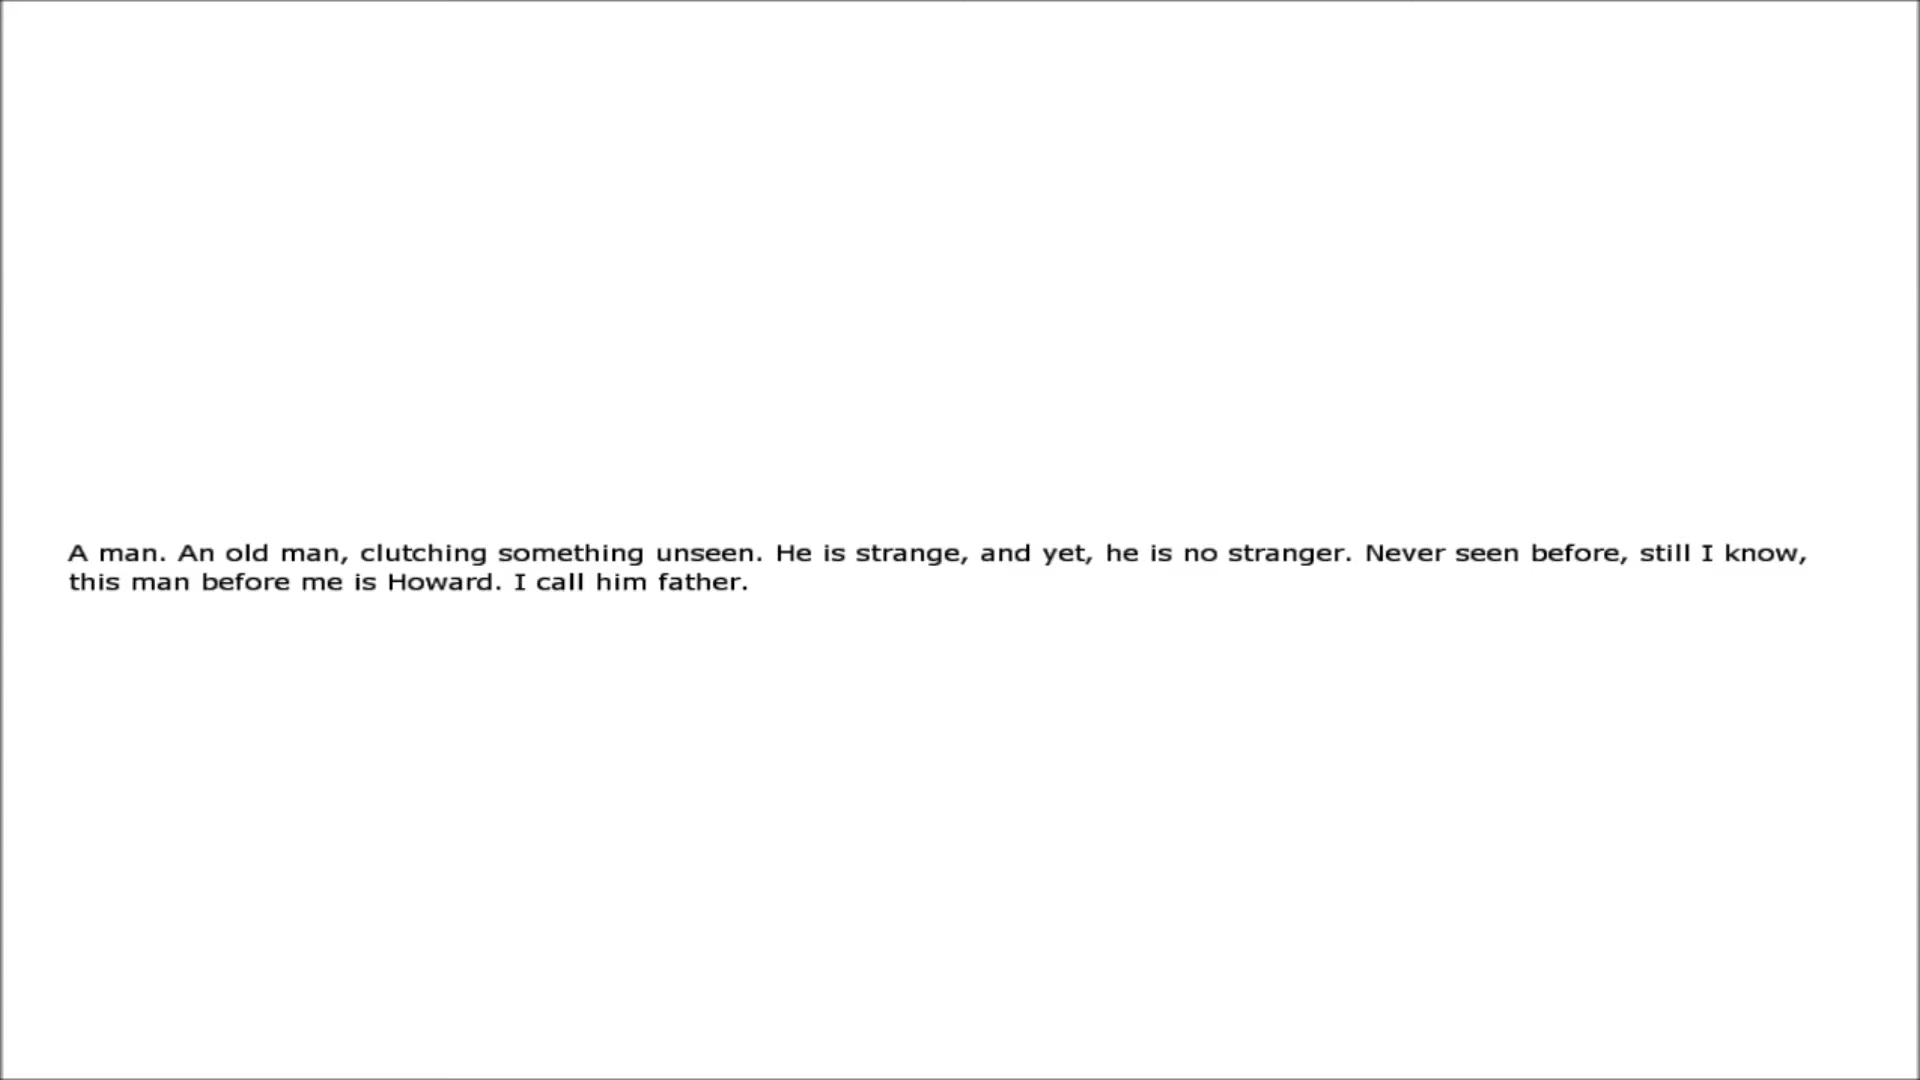 A man. An old man, clutching something unseen. He is strange, and yet, he is no stranger. Never seen before, still I know,
this man before me is Howard. I call him father.